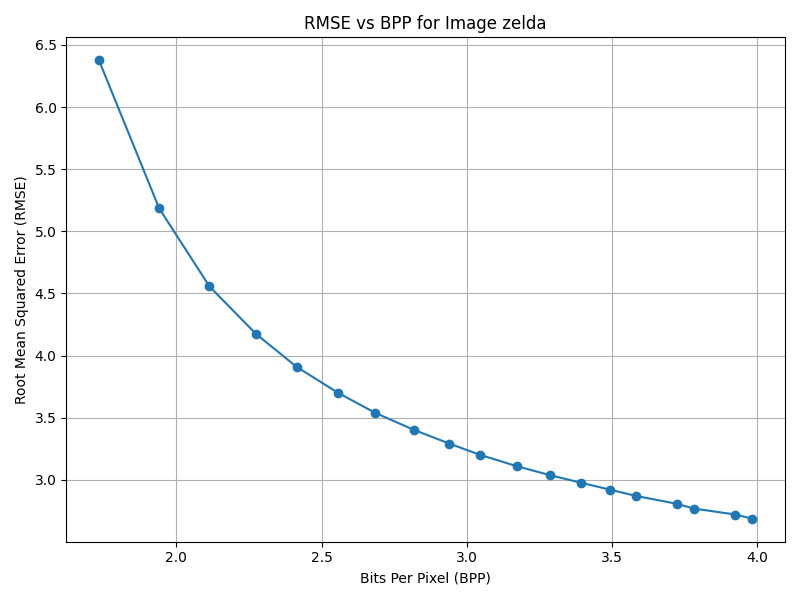 RMSE vs BPP for Image zelda
Root Mean Squared Error (RMSE)
6.5
6.0
5.5
5.0
4.5
4.0
3.5
3.0
2.0 2.5 3.0 3.5 4.0
Bits Per Pixel (BPP)